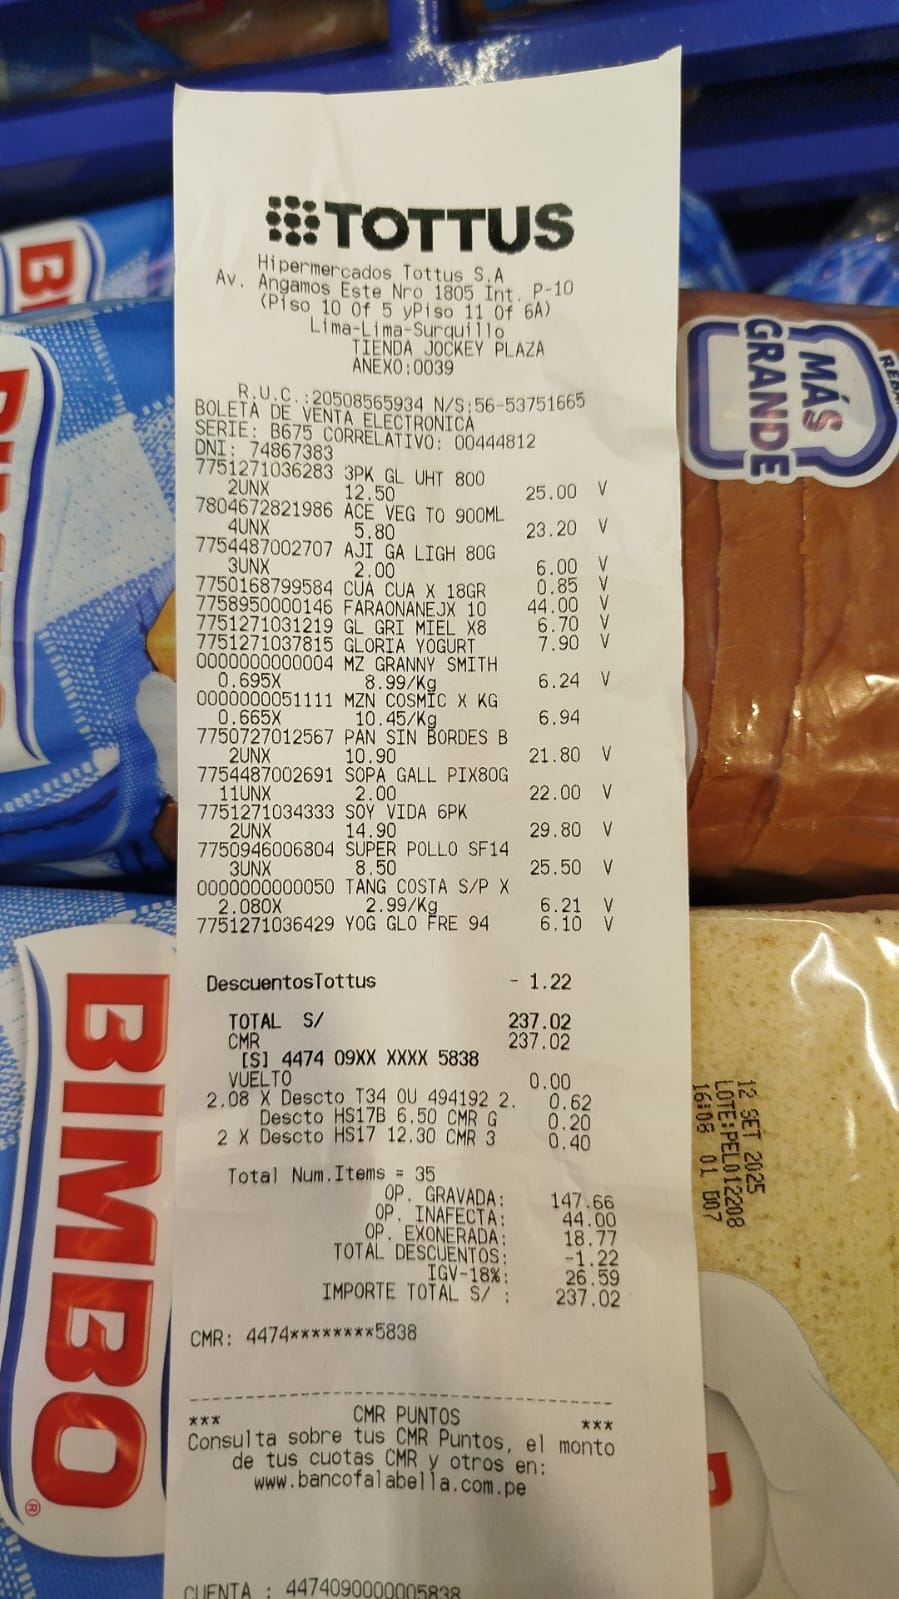 TOTTUS
Hipermercados Tottus S.A
Av. Angamos Este Nro 1805 Int. P-10
(Piso 10 Of 5 yPiso 11 Of 6A)
Lima-Lima-Surquillo
TIENDA JOCKEY PLAZA
ANEXO:0039
R.U.C.:20508565934 N/S:56-53751665
BOLETA DE VENTA ELECTRONICA
SERIE: B675 CORRELATIVO: 00444812
DNI: 74867383
7751271036283 3PK GL UHT 800
2UNX 12.50 25.00 V
7804672821986 ACE VEG TO 900ML
4UNX 5.80 23.20 V
7754487002707 AJI GA LIGH 80G
3UNX 2.00 6.00 V
7750168799584 CUA CUA X 18GR 0.85 V
7758950000146 FARAONANEJX 10 44.00 V
7751271031219 GL GRI MIEL X8 6.70 V
7751271037815 GLORIA YOGURT 7.90 V
0000000000004 MZ GRANNY SMITH
0.695X 8.99/Kg 6.24 V
0000000051111 MZN COSMIC X KG
0.665X 10.45/Kg 6.94
7750727012567 PAN SIN BORDES B
2UNX 10.90 21.80 V
7754487002691 SOPA GALL PIX80G
11UNX 2.00 22.00 V
7751271034333 SOY VIDA 6PK
2UNX 14.90 29.80 V
7750946006804 SUPER POLLO SF14
3UNX 8.50 25.50 V
0000000000050 TANG COSTA S/P X
2.080X 2.99/Kg 6.21 V
7751271036429 YOG GLO FRE 94 6.10 V
DescuentosTottus - 1.22
TOTAL S/ 237.02
CMR 237.02
[S] 4474 09XX XXXX 5838
VUELTO 0.00
2.08 X Descto T34 OU 494192 2. 0.62
Descto HS17B 6.50 CMR G 0.20
2 X Descto HS17 12.30 CMR 3 0.40
Total Num.Items = 35
OP. GRAVADA: 147.66
OP. INAFECTA: 44.00
OP. EXONERADA: 18.77
TOTAL DESCUENTOS: -1.22
IGV-18%: 26.59
IMPORTE TOTAL S/ : 237.02
CMR: 4474********5838
*** CMR PUNTOS ***
Consulta sobre tus CMR Puntos, el monto
de tus cuotas CMR y otros en:
www.bancofalabella.com.pe
CUENTA : 4474090000005838
BIMBO
MÁS
GRANDE
12 SET 2025
LOTE:PEL012208
16:08 01 D07